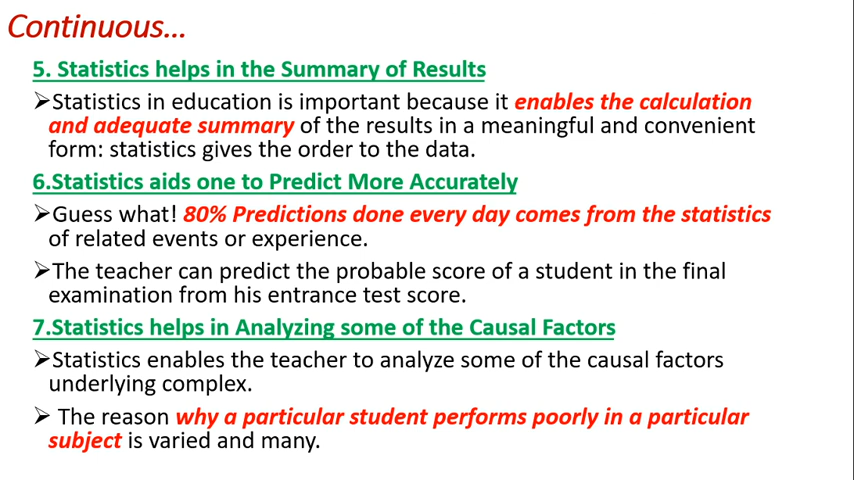 Continuous...
5. Statistics helps in the Summary of Results
➢Statistics in education is important because it enables the calculation
and adequate summary of the results in a meaningful and convenient
form: statistics gives the order to the data.
6.Statistics aids one to Predict More Accurately
➢Guess what! 80% Predictions done every day comes from the statistics
of related events or experience.
➢The teacher can predict the probable score of a student in the final
examination from his entrance test score.
7.Statistics helps in Analyzing some of the Causal Factors
➢Statistics enables the teacher to analyze some of the causal factors
underlying complex.
➢ The reason why a particular student performs poorly in a particular
subject is varied and many.